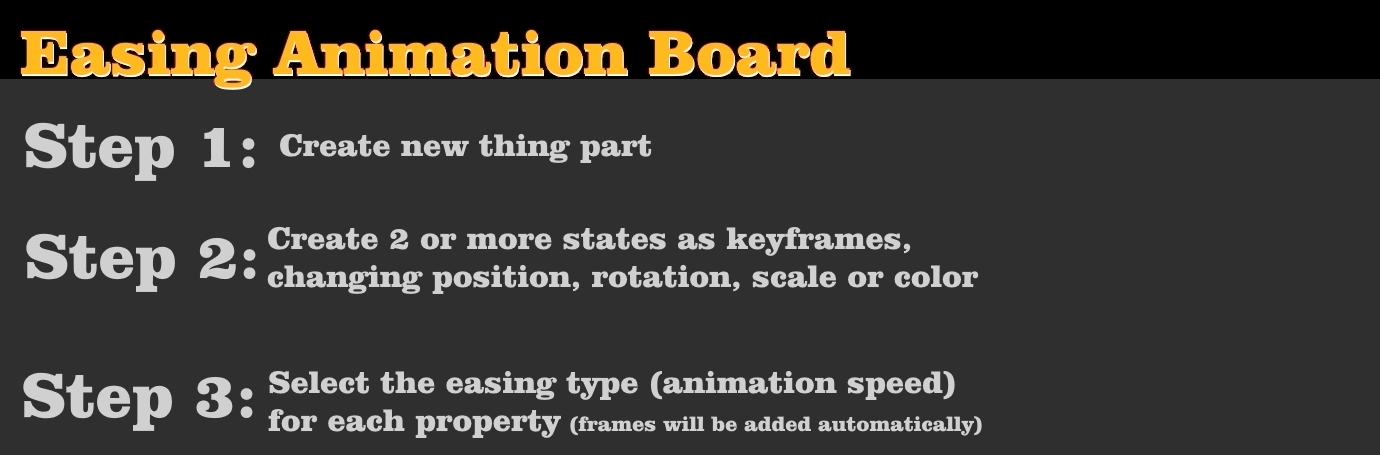 Easing Animation Board
Step 1: Create new thing part
Step 2: Create 2 or more states as keyframes,
changing position, rotation, scale or color
Step 3: Select the easing type (animation speed)
for each property (frames will be added automatically)